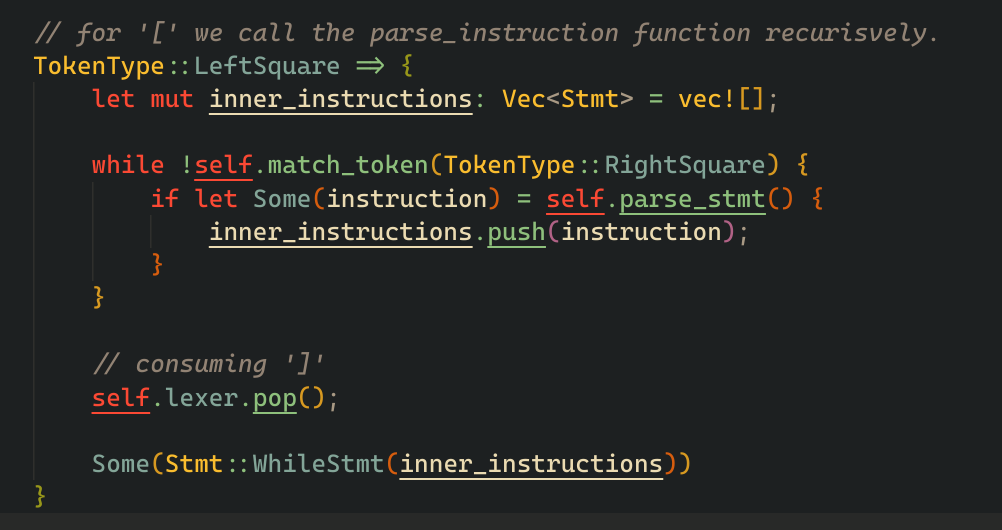 // for '[' we call the parse_instruction function recurisvely.
TokenType::LeftSquare => {
let mut inner_instructions: Vec<Stmt> = vec![];
while !self.match_token(TokenType::RightSquare) {
if let Some(instruction) = self.parse_stmt() {
inner_instructions.push(instruction);
}
}
// consuming ']'
self.lexer.pop();
Some(Stmt::WhileStmt(inner_instructions))
}